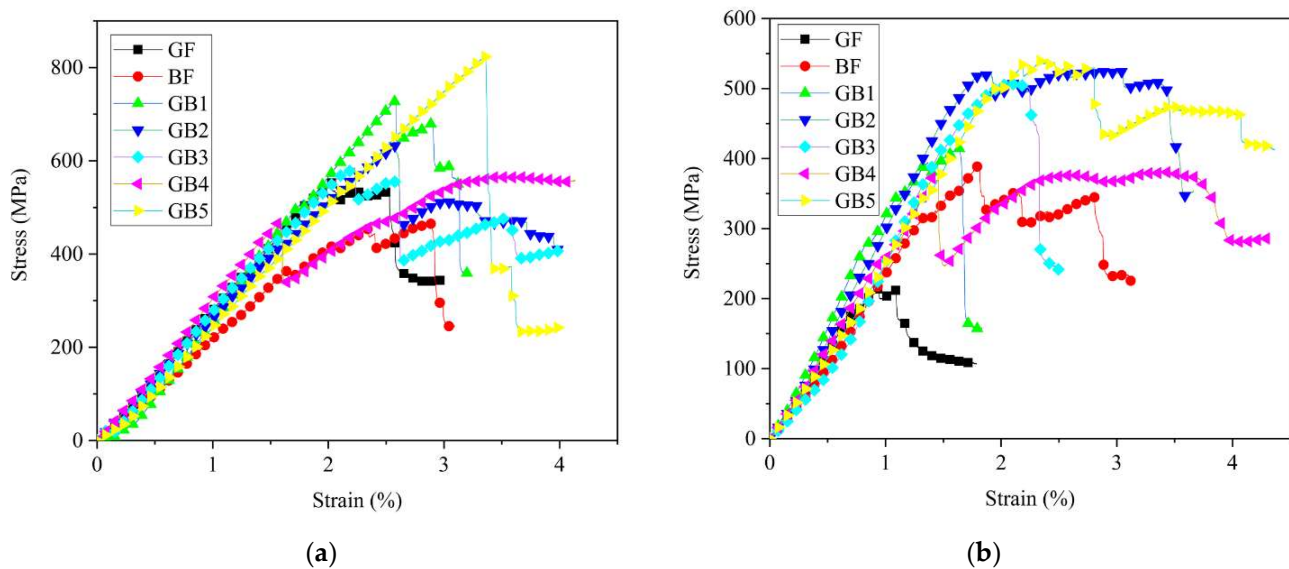 800
600
400
200
0
Stress (MPa)
GF
BF
GB1
GB2
GB3
GB4
GB5
0 1 2 3 4
Strain (%)
(a)
600
500
400
300
200
100
0
Stress (MPa)
GF
BF
GB1
GB2
GB3
GB4
GB5
0 1 2 3 4
Strain (%)
(b)